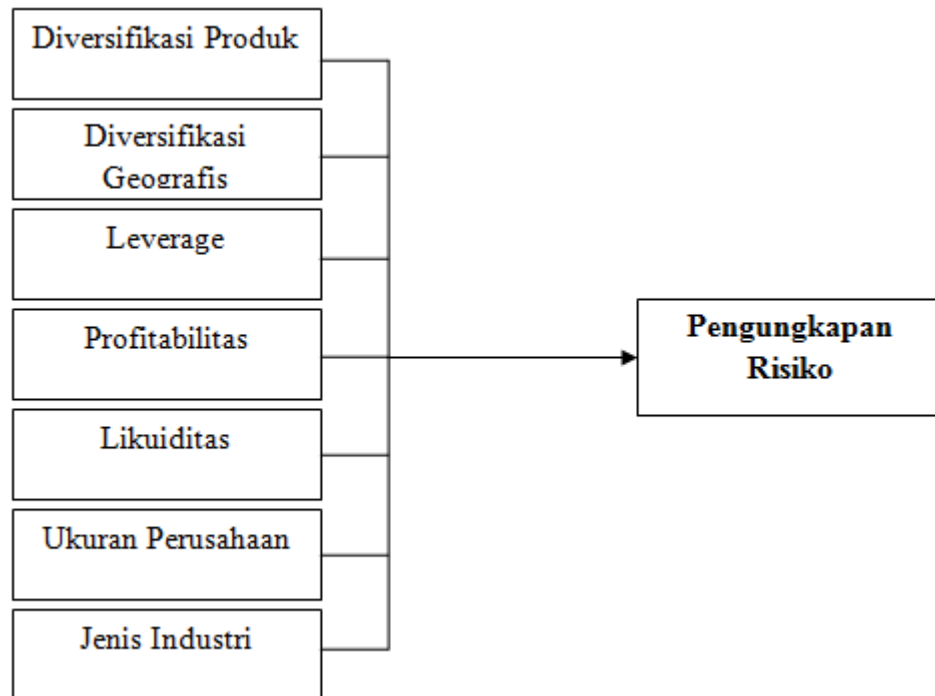 Diversifikasi Produk
Diversifikasi
Geografis
Leverage
Profitabilitas
Likuiditas
Ukuran Perusahaan
Jenis Industri
Pengungkapan
Risiko